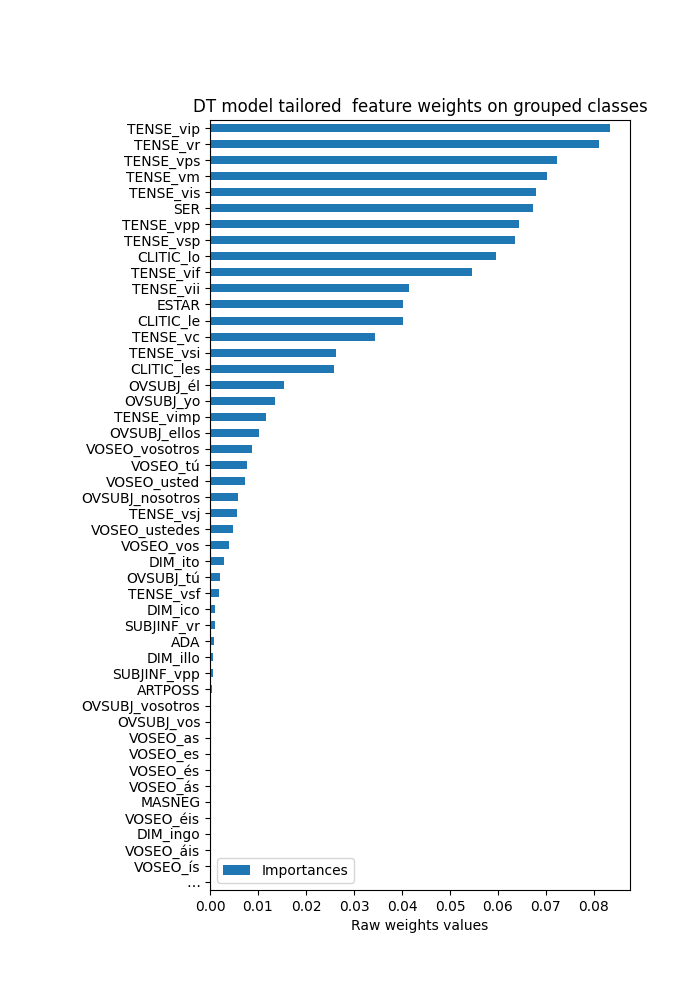 DT model tailored  feature weights on grouped classes
TENSE_vip
TENSE_vr
TENSE_vps
TENSE_vm
TENSE_vis
SER
TENSE_vpp
TENSE_vsp
CLITIC_lo
TENSE_vif
TENSE_vii
ESTAR
CLITIC_le
TENSE_vc
TENSE_vsi
CLITIC_les
OVSUBJ_él
OVSUBJ_yo
TENSE_vimp
OVSUBJ_ellos
VOSEO_vosotros
VOSEO_tú
VOSEO_usted
OVSUBJ_nosotros
TENSE_vsj
VOSEO_ustedes
VOSEO_vos
DIM_ito
OVSUBJ_tú
TENSE_vsf
DIM_ico
SUBJINF_vr
ADA
DIM_illo
SUBJINF_vpp
ARTPOSS
OVSUBJ_vosotros
OVSUBJ_vos
VOSEO_as
VOSEO_es
VOSEO_és
VOSEO_ás
MASNEG
VOSEO_éis
DIM_ingo
VOSEO_áis
VOSEO_ís
...
Importances
0.00 0.01 0.02 0.03 0.04 0.05 0.06 0.07 0.08
Raw weights values